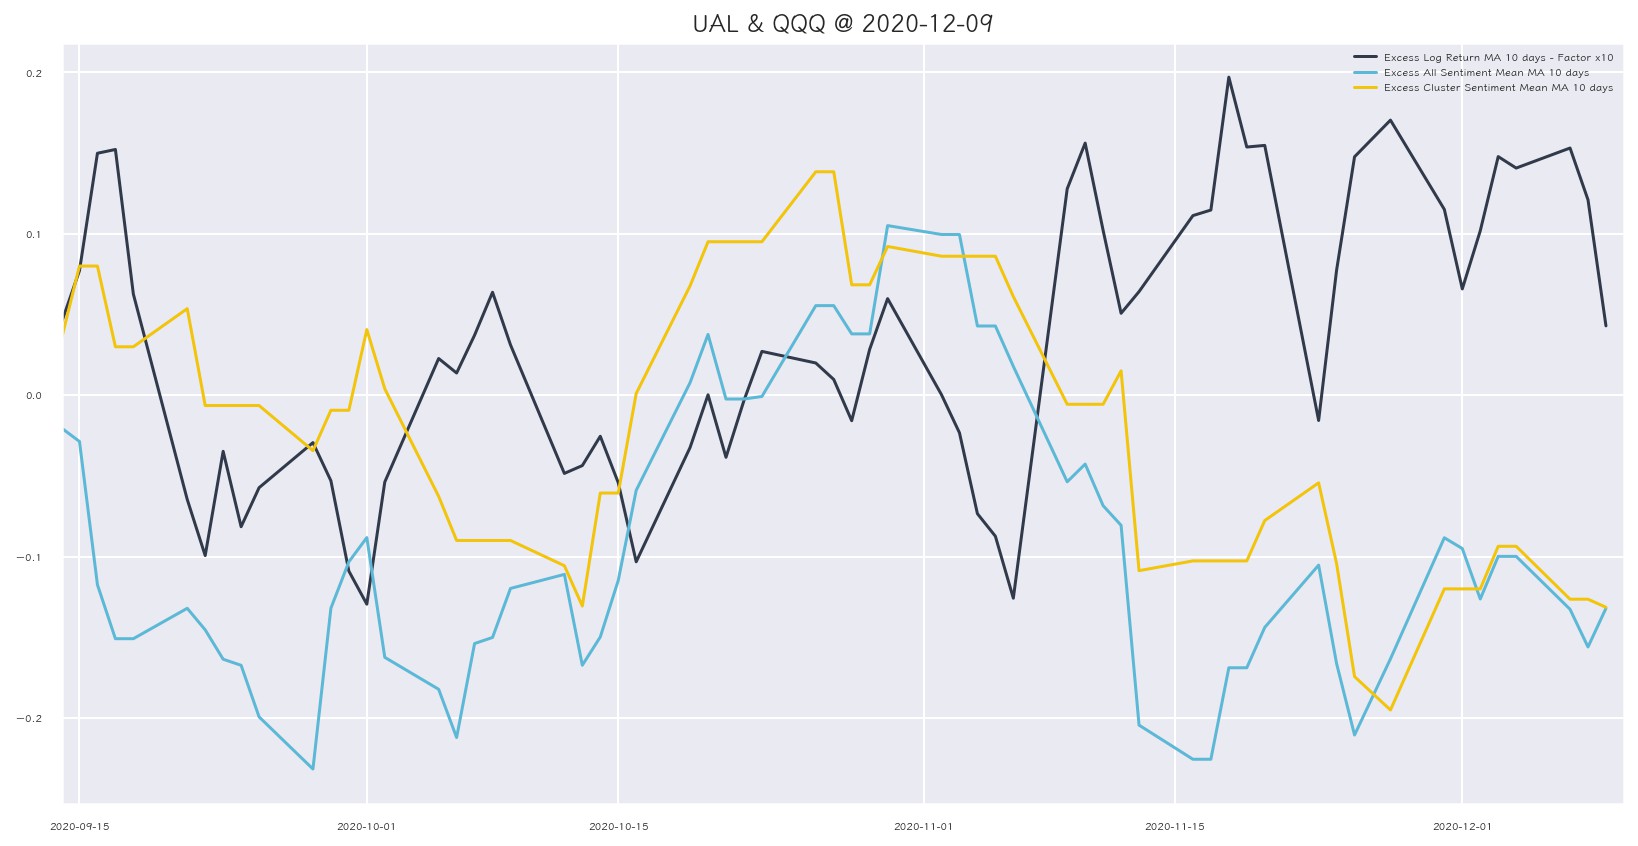 UAL & QQQ @ 2020-12-09
Excess Log Return MA 10 days - Factor x10
Excess All Sentiment Mean MA 10 days
Excess Cluster Sentiment Mean MA 10 days
0.2
0.1
0.0
−0.1
−0.2
2020-09-15 2020-10-01 2020-10-15 2020-11-01 2020-11-15 2020-12-01